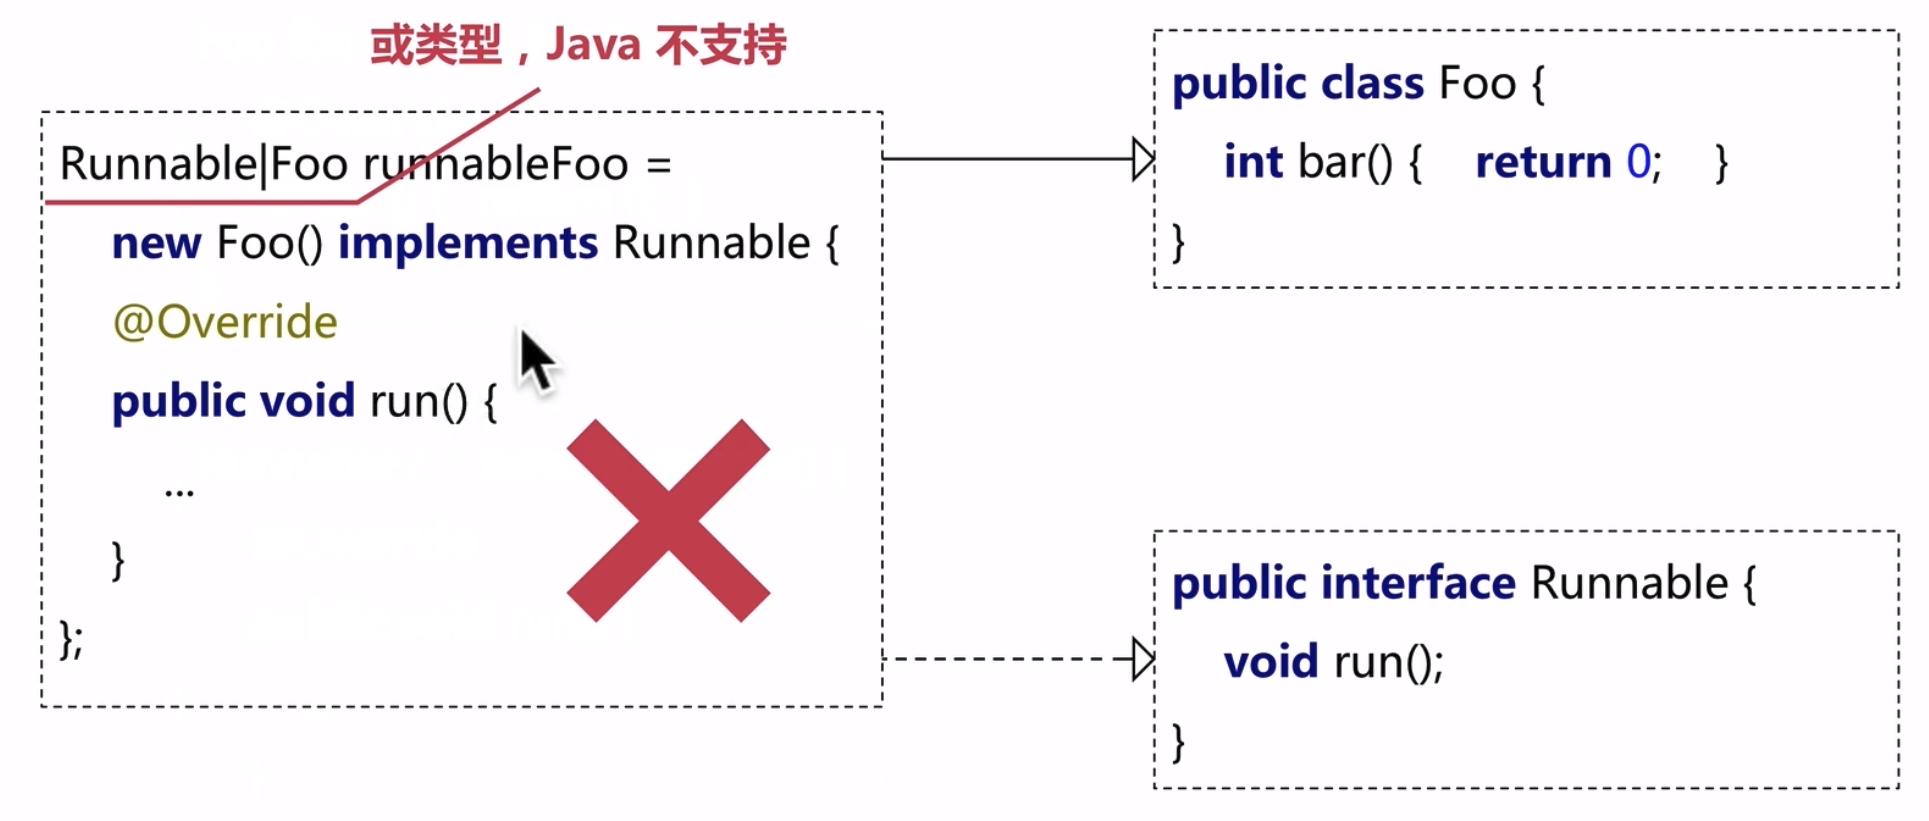 或类型，Java 不支持
Runnable|Foo runnableFoo =
new Foo() implements Runnable {
@Override
public void run() {
...
}
};
public class Foo {
int bar() { return 0; }
}
public interface Runnable {
void run();
}